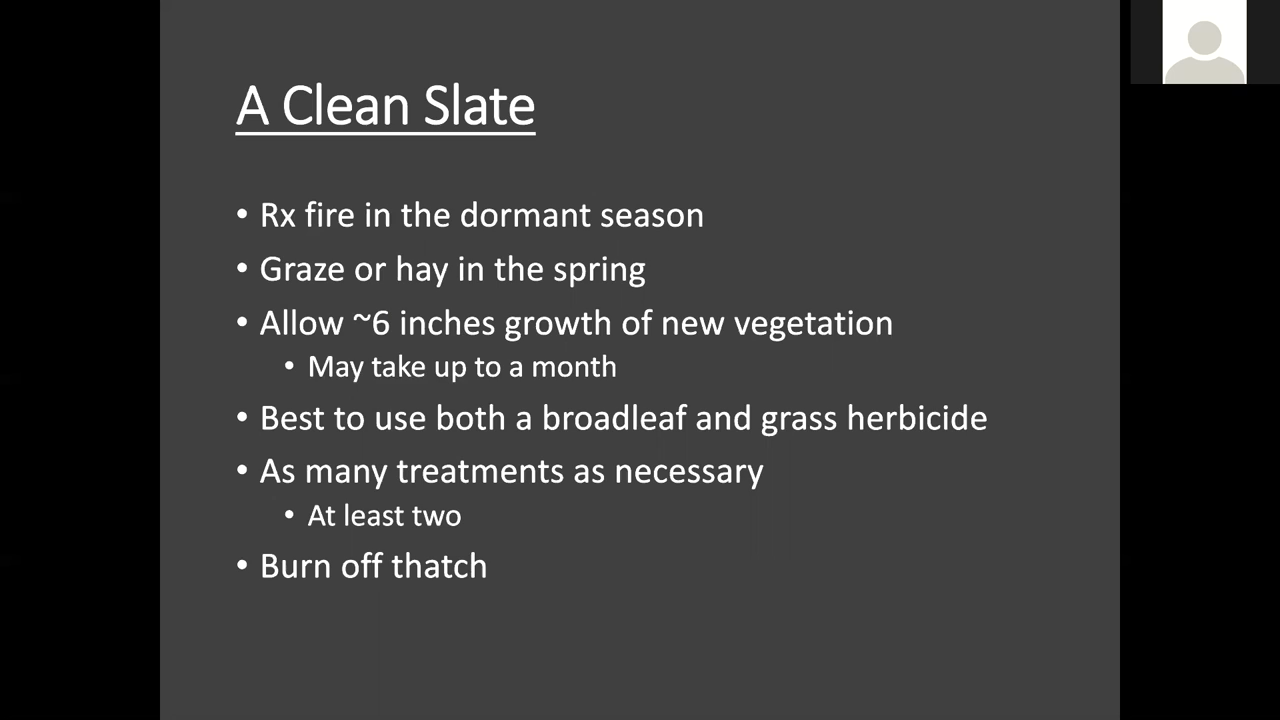 A Clean Slate
• Rx fire in the dormant season
• Graze or hay in the spring
• Allow ~6 inches growth of new vegetation
• May take up to a month
• Best to use both a broadleaf and grass herbicide
• As many treatments as necessary
• At least two
• Burn off thatch